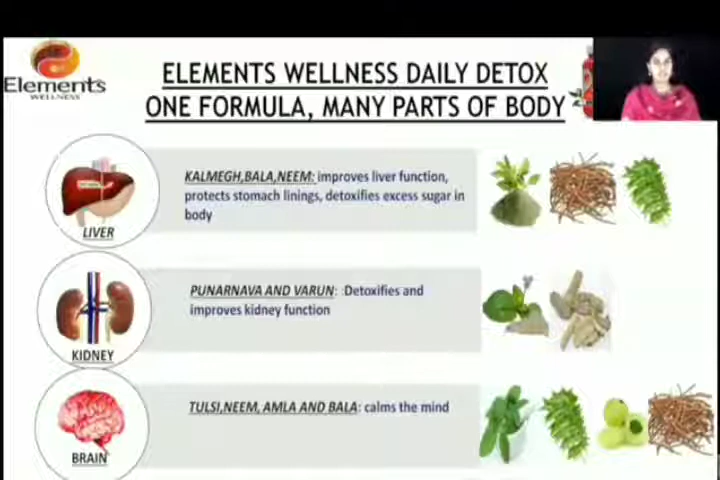 Elements
WELLNESS
ELEMENTS WELLNESS DAILY DETOX
ONE FORMULA, MANY PARTS OF BODY
KALMEGH,BALA,NEEM: improves liver function,
protects stomach linings, detoxifies excess sugar in
body
LIVER
PUNARNAVA AND VARUN: :Detoxifies and
improves kidney function
KIDNEY
TULSI,NEEM, AMLA AND BALA: calms the mind
BRAIN